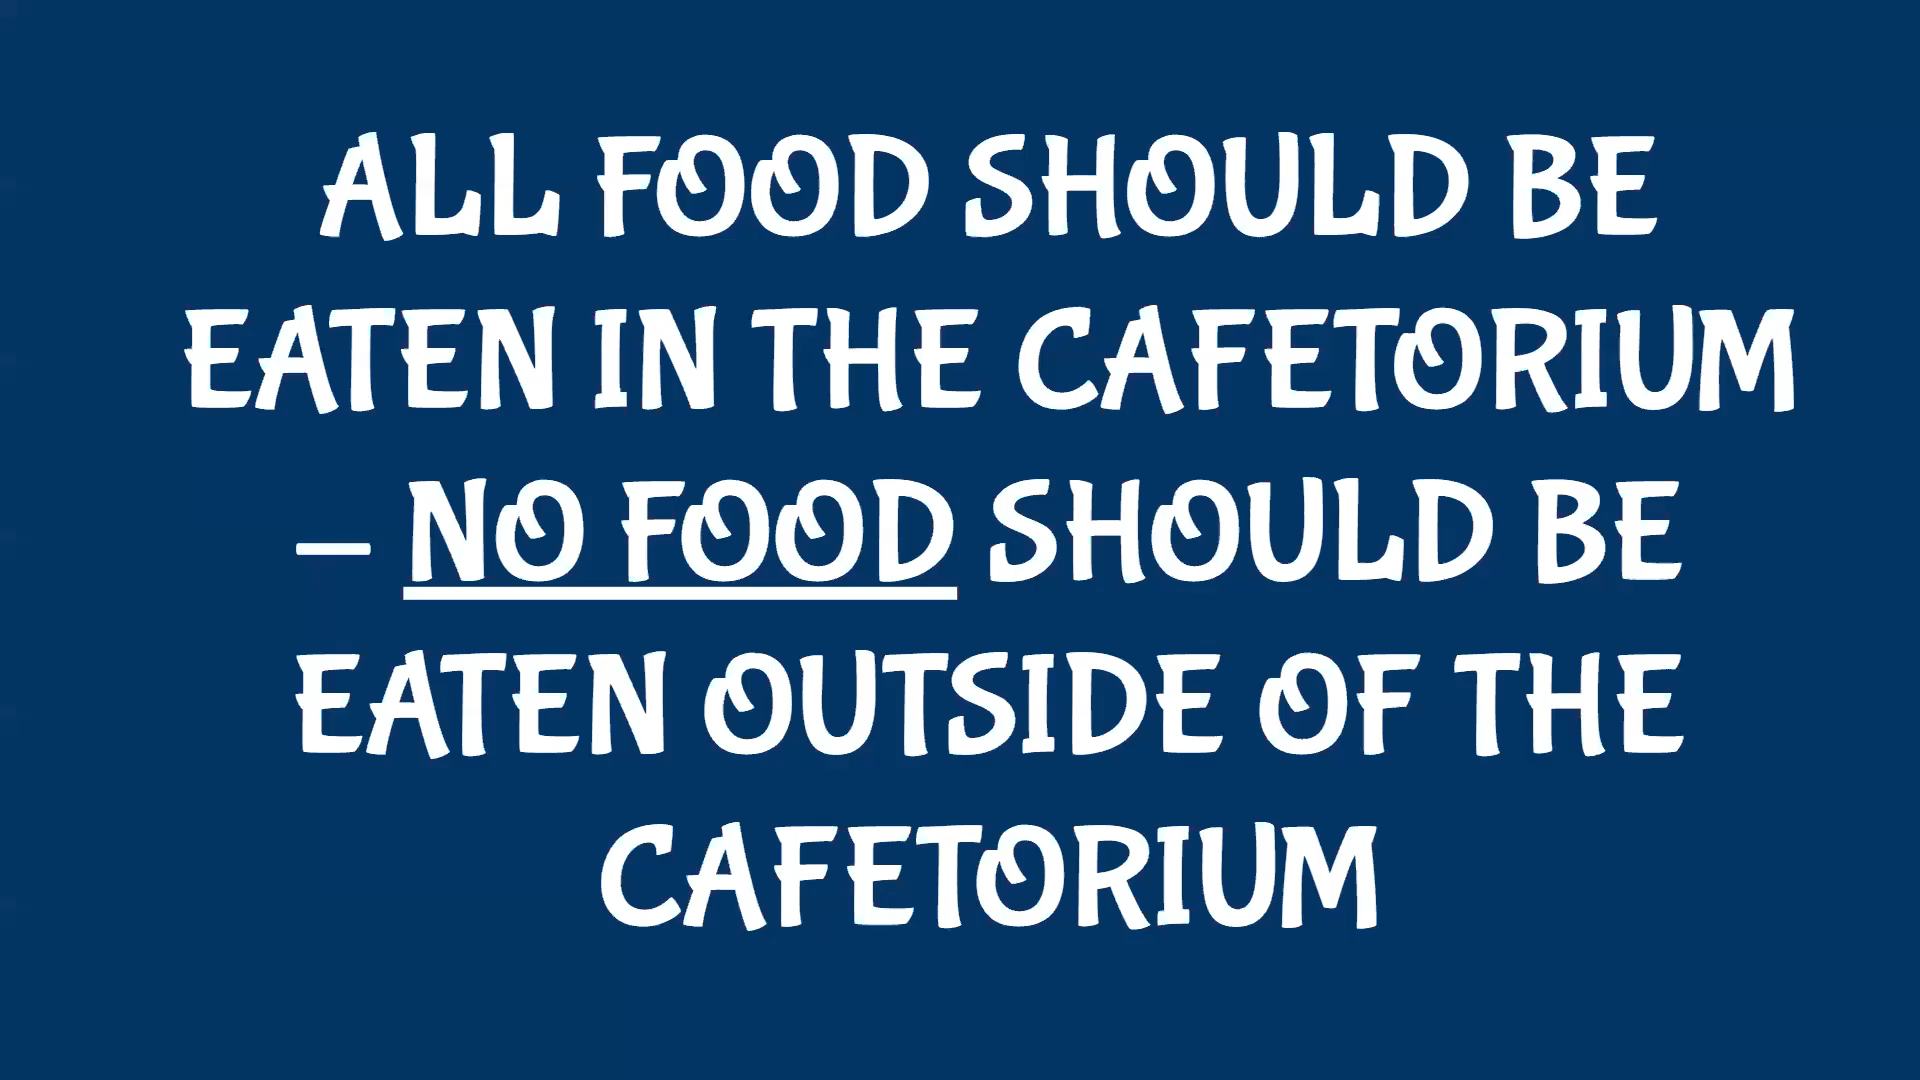 ALL FOOD SHOULD BE
EATEN IN THE CAFETORIUM
– NO FOOD SHOULD BE
EATEN OUTSIDE OF THE
CAFETORIUM